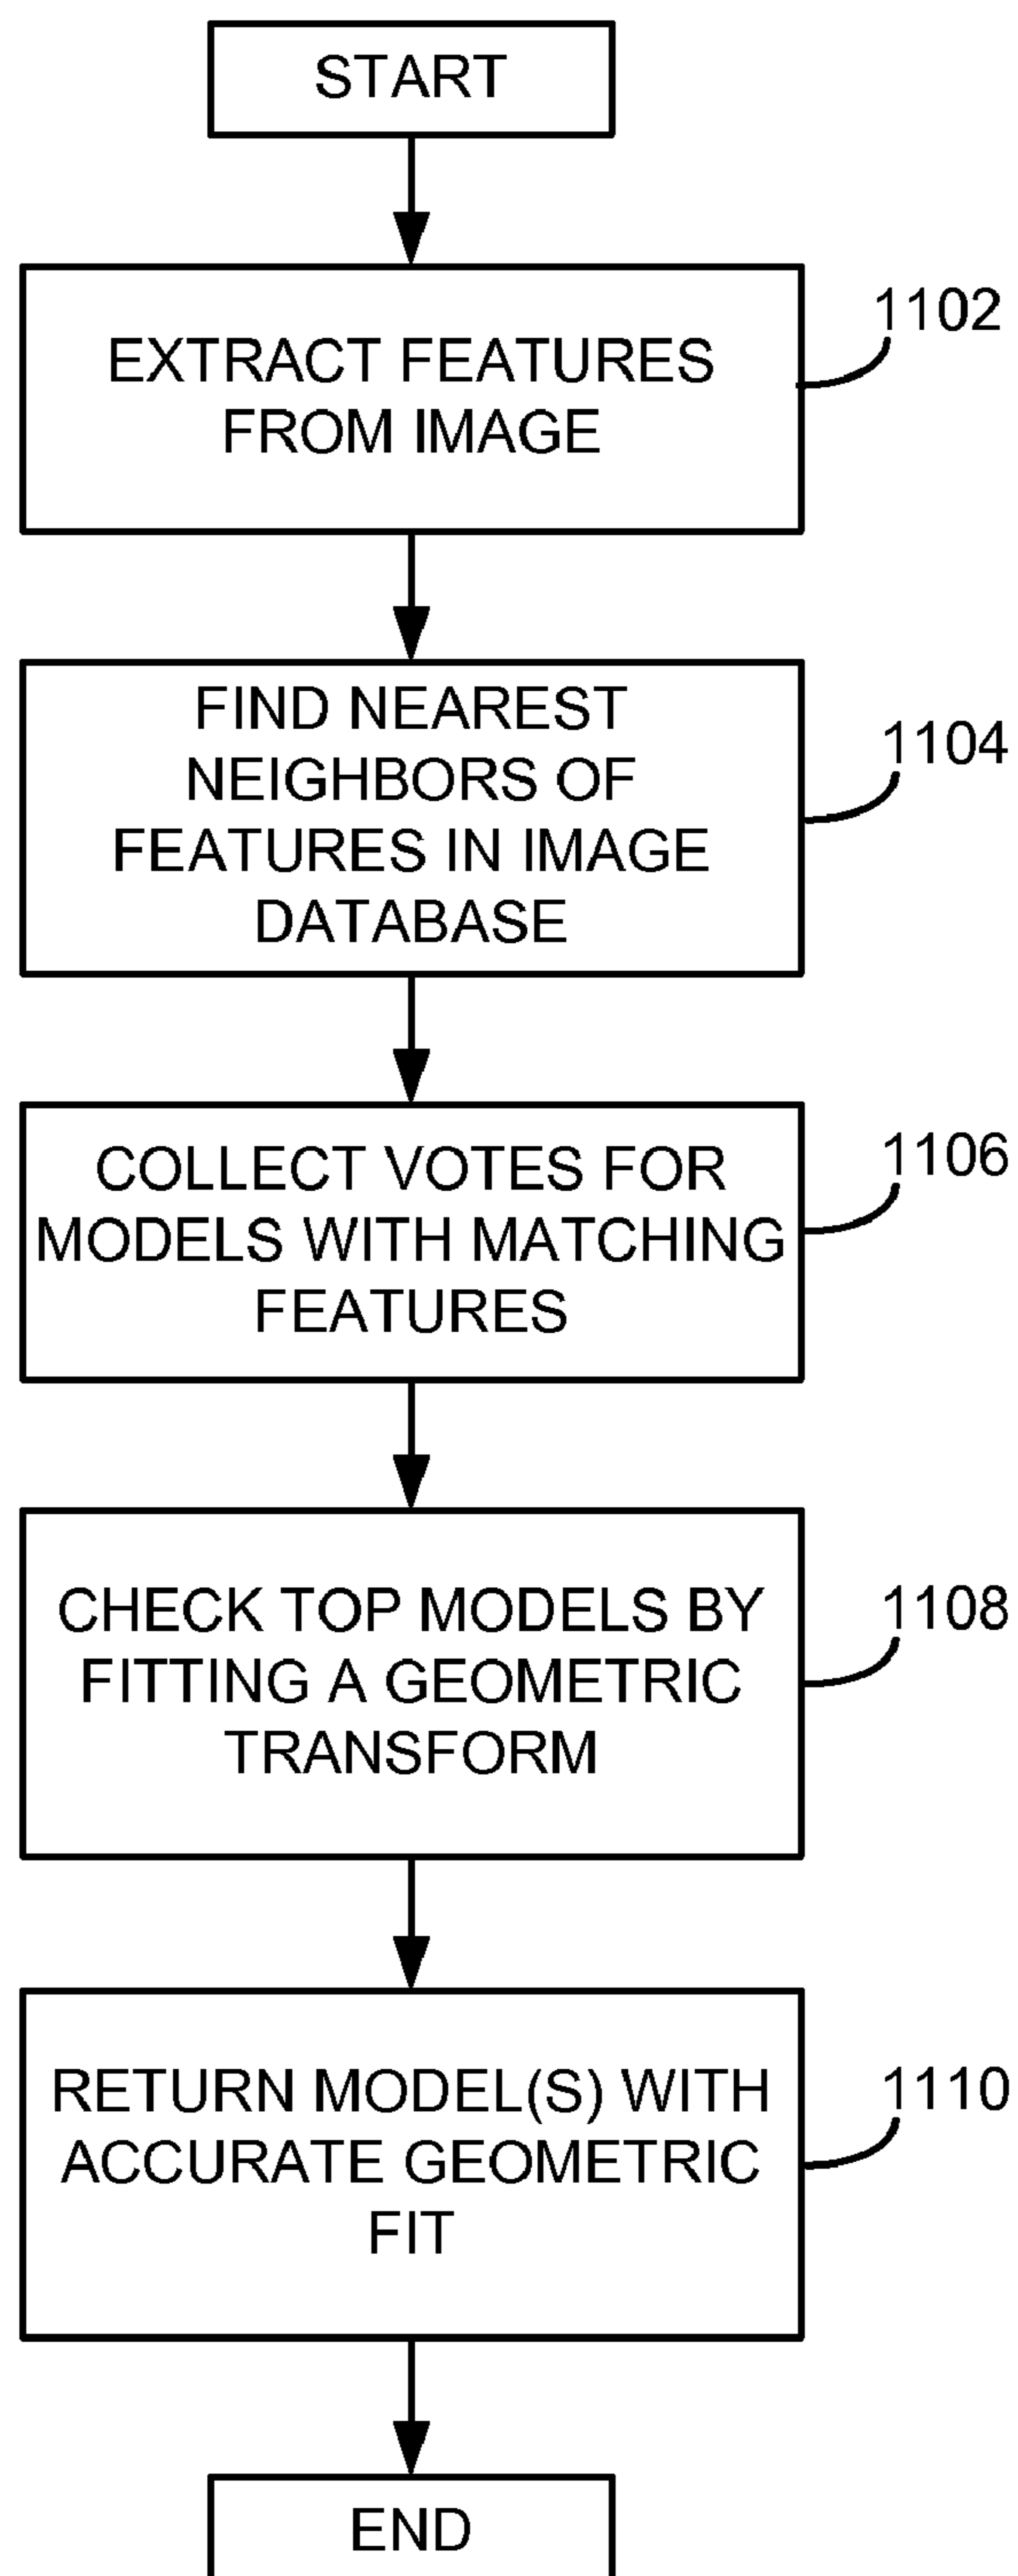 START
1102
EXTRACT FEATURES
FROM IMAGE
1104
FIND NEAREST
NEIGHBORS OF
FEATURES IN IMAGE
DATABASE
1106
COLLECT VOTES FOR
MODELS WITH MATCHING
FEATURES
1108
CHECK TOP MODELS BY
FITTING A GEOMETRIC
TRANSFORM
1110
RETURN MODEL(S) WITH
ACCURATE GEOMETRIC
FIT
END